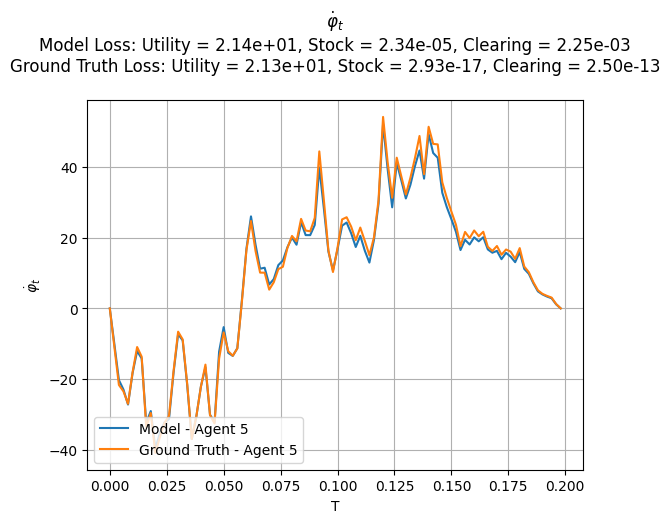 φ̇_t
Model Loss: Utility = 2.14e+01, Stock = 2.34e-05, Clearing = 2.25e-03
Ground Truth Loss: Utility = 2.13e+01, Stock = 2.93e-17, Clearing = 2.50e-13
40
20
0
−20
−40
φ̇_t
Model - Agent 5
Ground Truth - Agent 5
0.000 0.025 0.050 0.075 0.100 0.125 0.150 0.175 0.200
T